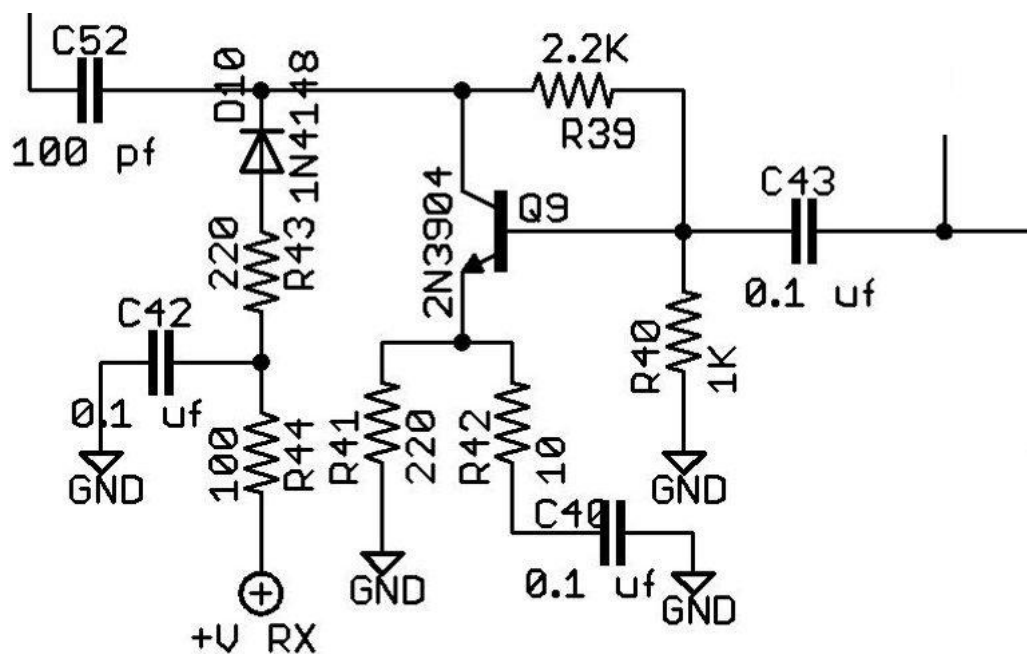 C52
100 pf
D10
1N4148
2.2K
R39
220
R43
2N3904
Q9
C43
0.1 uf
C42
0.1 uf
GND
100
R44
R41
220
R42
10
R40
1K
GND
C40
0.1 uf
GND
GND
+V RX